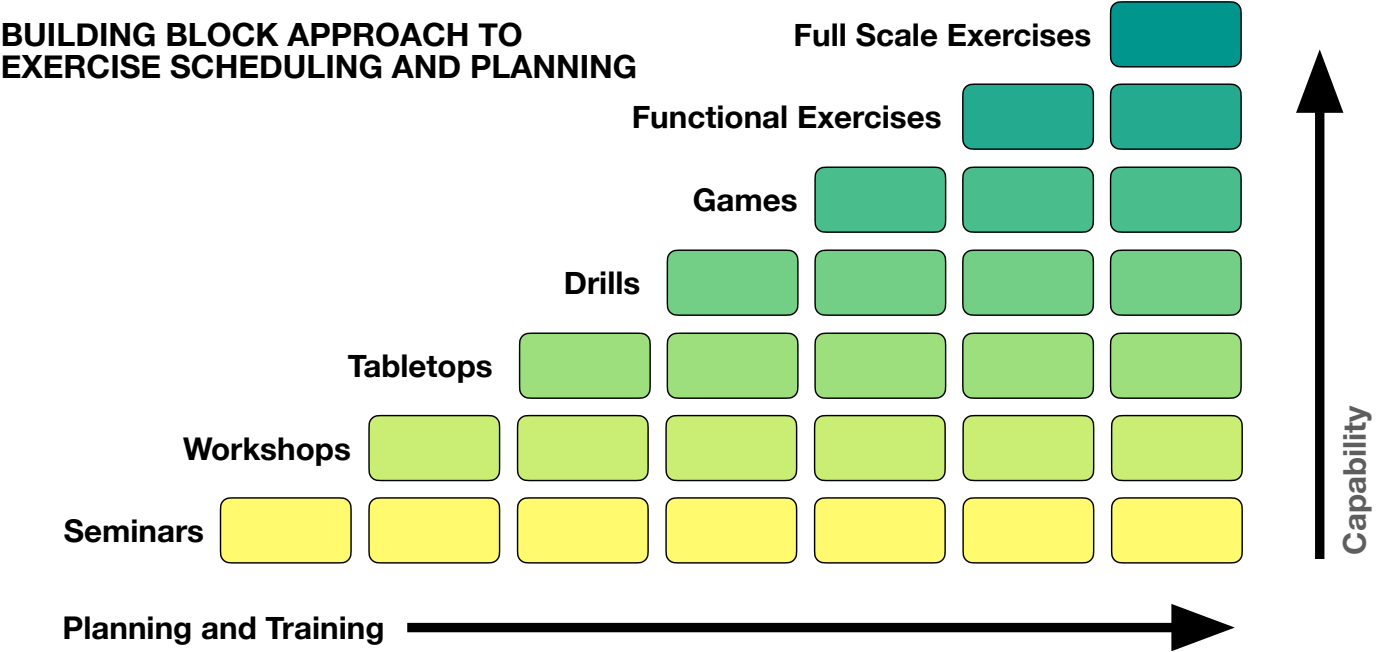 BUILDING BLOCK APPROACH TO
EXERCISE SCHEDULING AND PLANNING
Full Scale Exercises
Functional Exercises
Games
Drills
Tabletops
Workshops
Seminars
Capability
Planning and Training